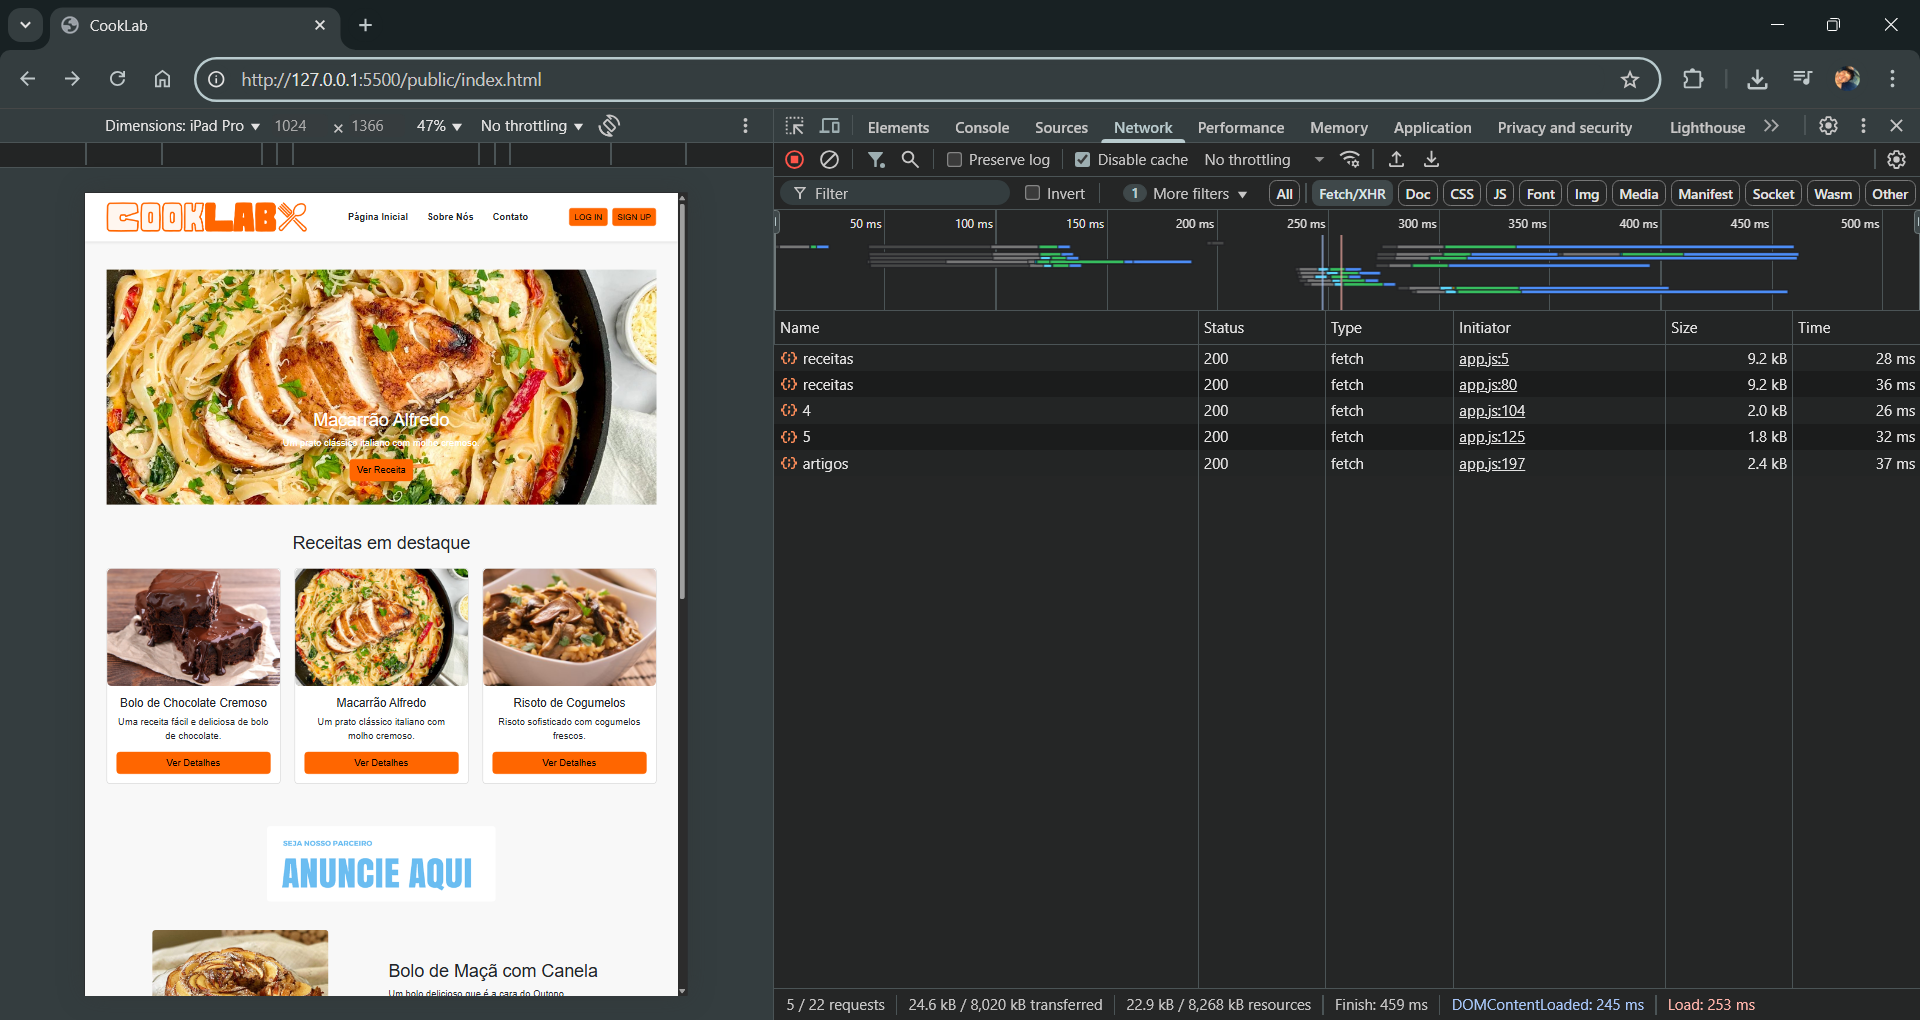 CookLab
http://127.0.0.1:5500/public/index.html
Dimensions: iPad Pro 1024 x 1366 47% No throttling
Elements Console Sources Network Performance Memory Application Privacy and security Lighthouse
Preserve log Disable cache No throttling
Filter Invert 1 More filters All Fetch/XHR Doc CSS JS Font Img Media Manifest Socket Wasm Other
50 ms 100 ms 150 ms 200 ms 250 ms 300 ms 350 ms 400 ms 450 ms 500 ms
Name Status Type Initiator Size Time
receitas 200 fetch app.js:5 9.2 kB 28 ms
receitas 200 fetch app.js:80 9.2 kB 36 ms
4 200 fetch app.js:104 2.0 kB 26 ms
5 200 fetch app.js:125 1.8 kB 32 ms
artigos 200 fetch app.js:197 2.4 kB 37 ms
5 / 22 requests 24.6 kB / 8,020 kB transferred 22.9 kB / 8,268 kB resources Finish: 459 ms DOMContentLoaded: 245 ms Load: 253 ms
COOKLAB
Página Inicial Sobre Nós Contato LOG IN SIGN UP
Macarrão Alfredo
Um prato clássico italiano com molho cremoso.
Ver Receita
Receitas em destaque
Bolo de Chocolate Cremoso
Uma receita fácil e deliciosa de bolo
de chocolate.
Ver Detalhes
Macarrão Alfredo
Um prato clássico italiano com
molho cremoso.
Ver Detalhes
Risoto de Cogumelos
Risoto sofisticado com cogumelos
frescos.
Ver Detalhes
SEJA NOSSO PARCEIRO
ANUNCIE AQUI
Bolo de Maçã com Canela
Um bolo delicioso que é a cara do Outono